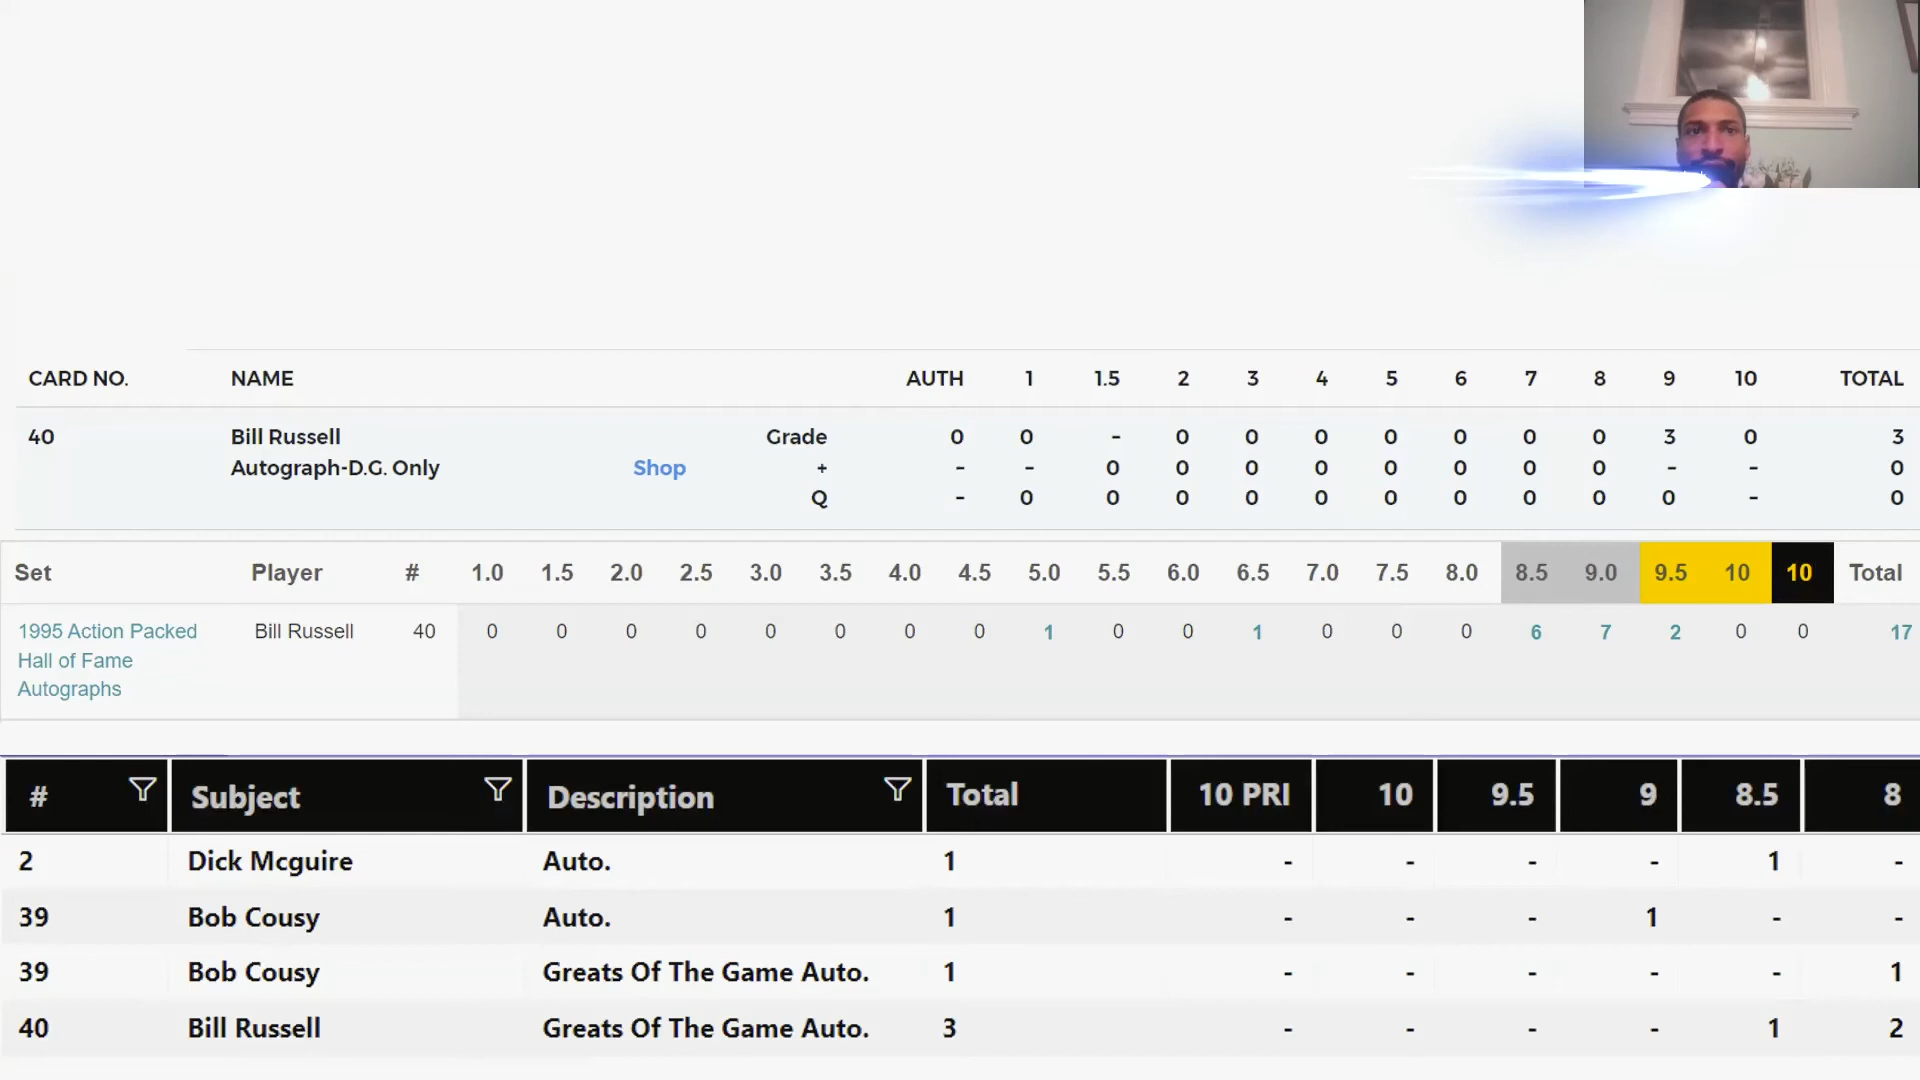 CARD NO. NAME AUTH 1 1.5 2 3 4 5 6 7 8 9 10 TOTAL
40 Bill Russell Grade 0 0 - 0 0 0 0 0 0 0 3 0 3
Autograph-D.G. Only Shop + - - 0 0 0 0 0 0 0 0 - - 0
Q - 0 0 0 0 0 0 0 0 0 0 - 0
Set Player # 1.0 1.5 2.0 2.5 3.0 3.5 4.0 4.5 5.0 5.5 6.0 6.5 7.0 7.5 8.0 8.5 9.0 9.5 10 10 Total
1995 Action Packed Bill Russell 40 0 0 0 0 0 0 0 0 1 0 0 1 0 0 0 6 7 2 0 0 17
Hall of Fame
Autographs
# Subject Description Total 10 PRI 10 9.5 9 8.5 8
2 Dick Mcguire Auto. 1 - - - - 1 -
39 Bob Cousy Auto. 1 - - - 1 - -
39 Bob Cousy Greats Of The Game Auto. 1 - - - - - 1
40 Bill Russell Greats Of The Game Auto. 3 - - - - 1 2